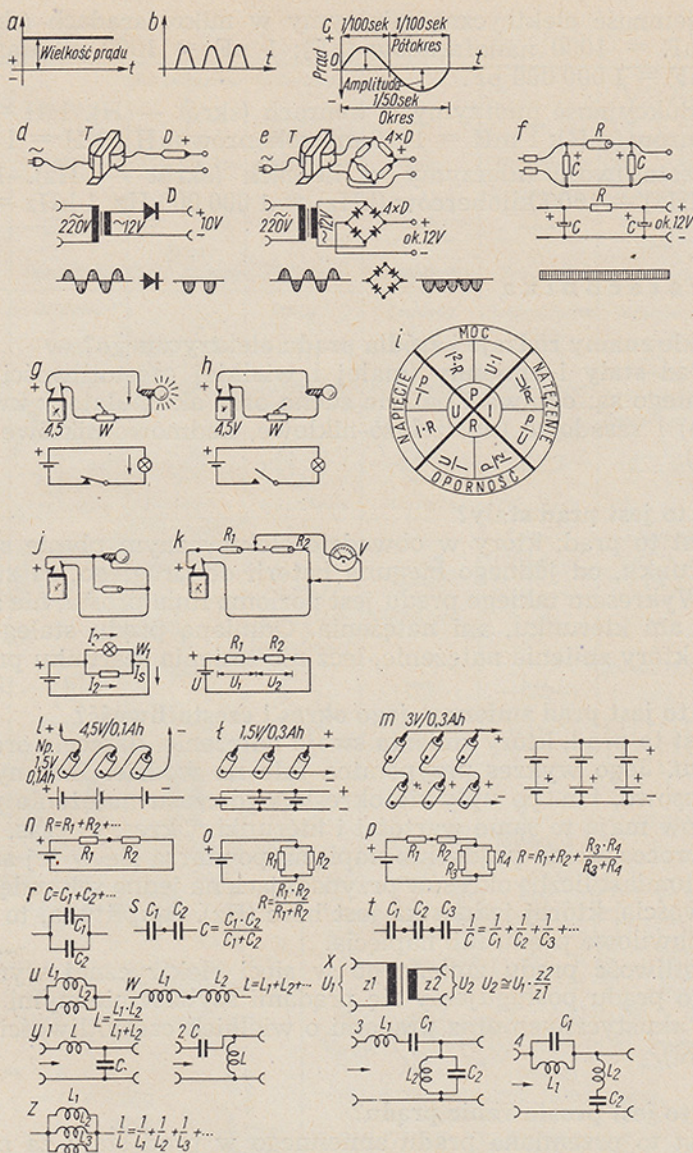 a
+
-
Wielkość prądu
t
b
t
c
1/100sek 1/100sek
+
0
-
Prąd
Półokres
t
Amplituda
1/50sek
Okres
d
~
T
D +
-
e
~
T
4×D
+
-
f
R
+ C
+ C
220V
~12V
D
+
-
10V
220V
~12V
4×D
+
-
ok.12V
R
+ C
C + ok.12V
-
g
+
4,5
W
h
+
4,5V
W
i
MOC
NATĘŻENIE
OPORNOŚĆ
NAPIĘCIE
I²·R
U·I
U/R
P/U
P/I²
U/I
I·R
P/I
P
I
R
U
+
+
j
+
k
+
R1
R2
V
+
I2
W1
I2
Is
+
U
R1 R2
U1 U2
l + 4,5V/0,1Ah -
Np.
1,5V
0,1Ah
+ -
ł 1,5V/0,3Ah +
-
+
-
m 3V/0,3Ah
+
-
+
-
n R=R1+R2+···
+
R1 R2
o
+
R1 R2
R=R1·R2/R1+R2
p
+
R1 R2
R3 R4
R=R1+R2+R3·R4/R3+R4
r C=C1+C2+···
C1
C2
s C1 C2
C=C1·C2/C1+C2
t C1 C2 C3
1/C=1/C1+1/C2+1/C3+···
u L1
L2
L=L1·L2/L1+L2
w L1 L2 L=L1+L2+···
x
U1 z1 z2 U2 U2≅U1·z2/z1
y1 L
C
2 C
L
3 L1 C1
L2 C2
4 C1
L1
L2
C2
z L1
L2
L3
1/L=1/L1+1/L2+1/L3+···